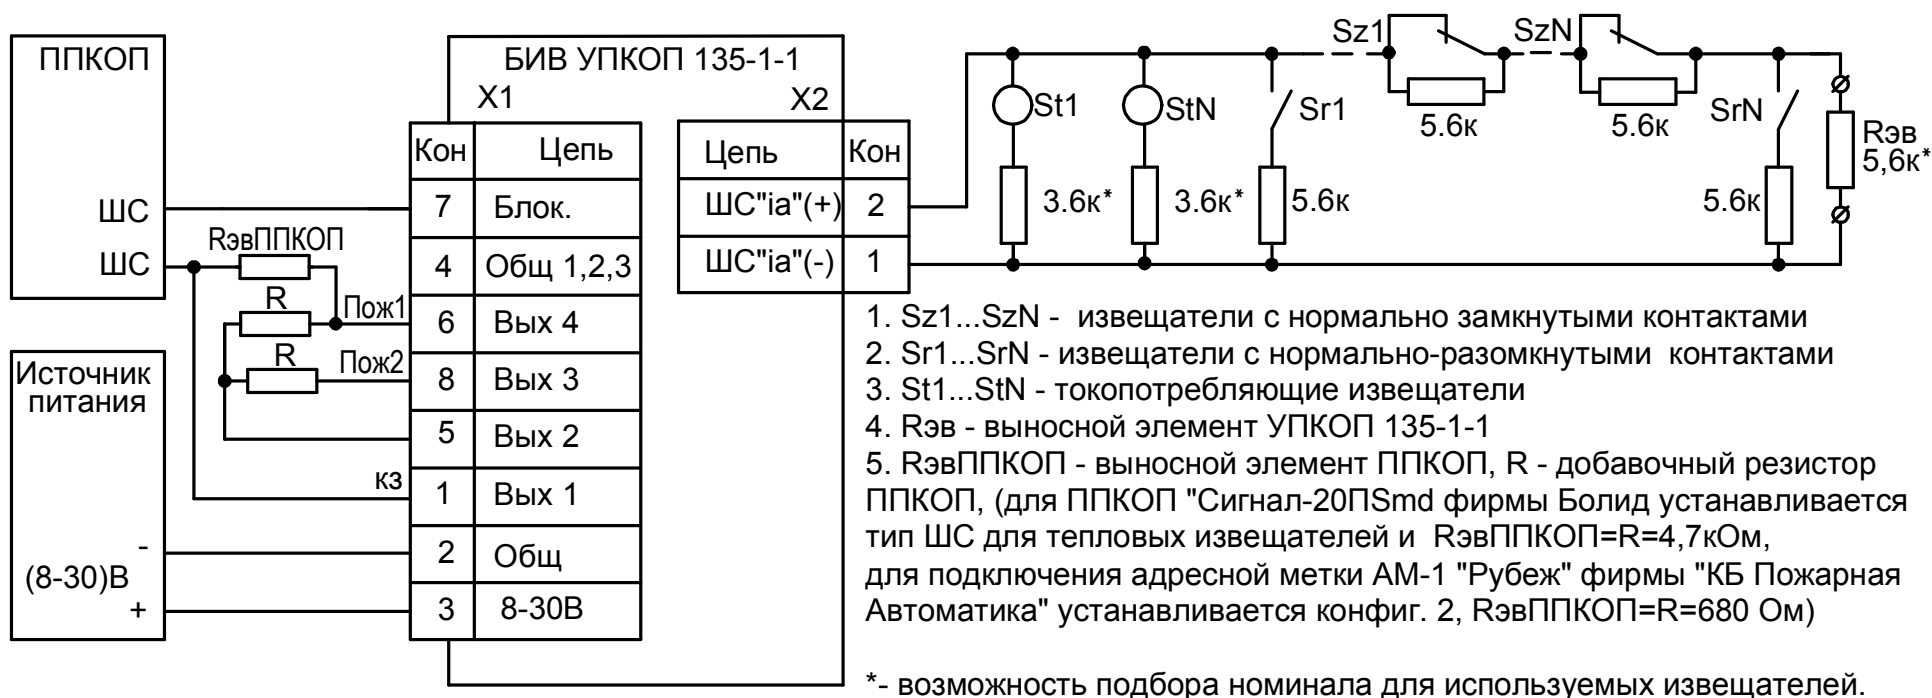 ППКОП
ШС
ШС
Источник
питания
-
(8-30)В
+
RэвППКОП
R
R
Пож1
Пож2
кз
БИВ УПКОП 135-1-1
X1
X2
Кон Цепь
7 Блок.
4 Общ 1,2,3
6 Вых 4
8 Вых 3
5 Вых 2
1 Вых 1
2 Общ
3 8-30В
Цепь Кон
ШС"ia"(+) 2
ШС"ia"(-) 1
St1
3.6к*
StN
3.6к*
Sr1
5.6к
Sz1
5.6к
SzN
5.6к
SrN
5.6к
Rэв
5,6к*
1. Sz1...SzN - извещатели с нормально замкнутыми контактами
2. Sr1...SrN - извещатели с нормально-разомкнутыми контактами
3. St1...StN - токопотребляющие извещатели
4. Rэв - выносной элемент УПКОП 135-1-1
5. RэвППКОП - выносной элемент ППКОП, R - добавочный резистор
ППКОП, (для ППКОП "Сигнал-20ПSmd фирмы Болид устанавливается
тип ШС для тепловых извещателей и RэвППКОП=R=4,7кОм,
для подключения адресной метки АМ-1 "Рубеж" фирмы "КБ Пожарная
Автоматика" устанавливается конфиг. 2, RэвППКОП=R=680 Ом)
*- возможность подбора номинала для используемых извещателей.